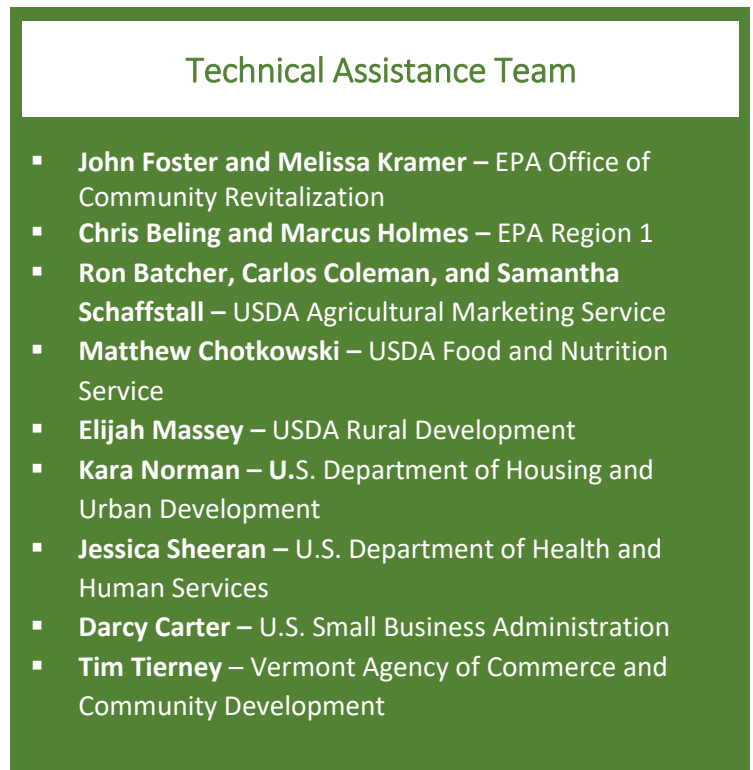 Technical Assistance Team
▪ John Foster and Melissa Kramer – EPA Office of
Community Revitalization
▪ Chris Beling and Marcus Holmes – EPA Region 1
▪ Ron Batcher, Carlos Coleman, and Samantha
Schaffstall – USDA Agricultural Marketing Service
▪ Matthew Chotkowski – USDA Food and Nutrition
Service
▪ Elijah Massey – USDA Rural Development
▪ Kara Norman – U.S. Department of Housing and
Urban Development
▪ Jessica Sheeran – U.S. Department of Health and
Human Services
▪ Darcy Carter – U.S. Small Business Administration
▪ Tim Tierney – Vermont Agency of Commerce and
Community Development